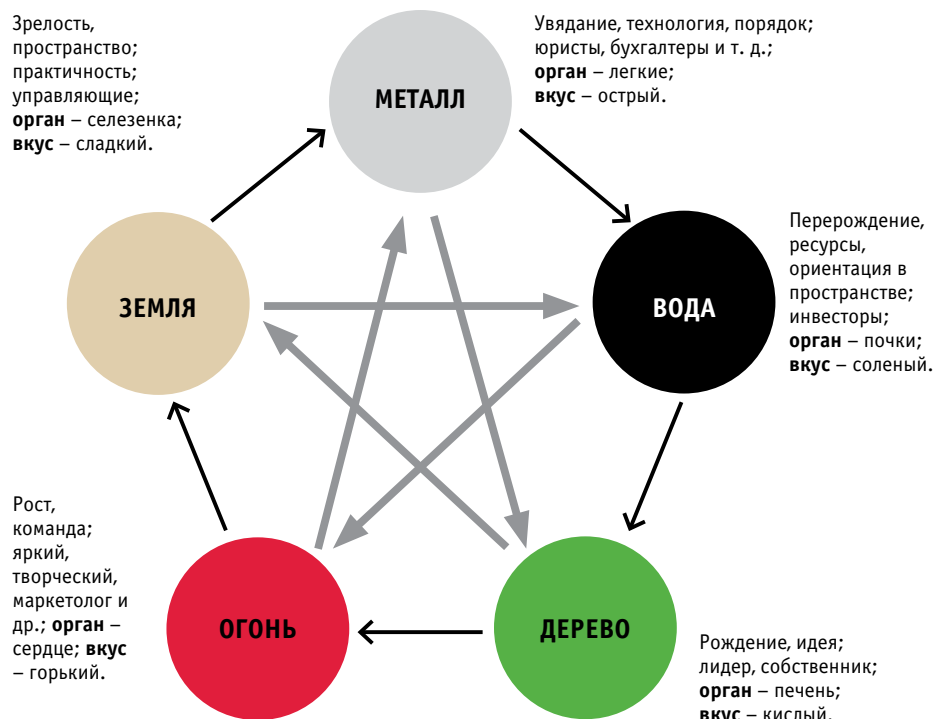 Зрелость,
пространство;
практичность;
управляющие;
орган – селезенка;
вкус – сладкий.
МЕТАЛЛ
Увядание, технология, порядок;
юристы, бухгалтеры и т. д.;
орган – легкие;
вкус – острый.
ЗЕМЛЯ
ВОДА
Перерождение,
ресурсы,
ориентация в
пространстве;
инвесторы;
орган – почки;
вкус – соленый.
Рост,
команда;
яркий,
творческий,
маркетолог и
др.; орган –
сердце; вкус
– горький.
ОГОНЬ
ДЕРЕВО
Рождение, идея;
лидер, собственник;
орган – печень;
вкус – кислый.